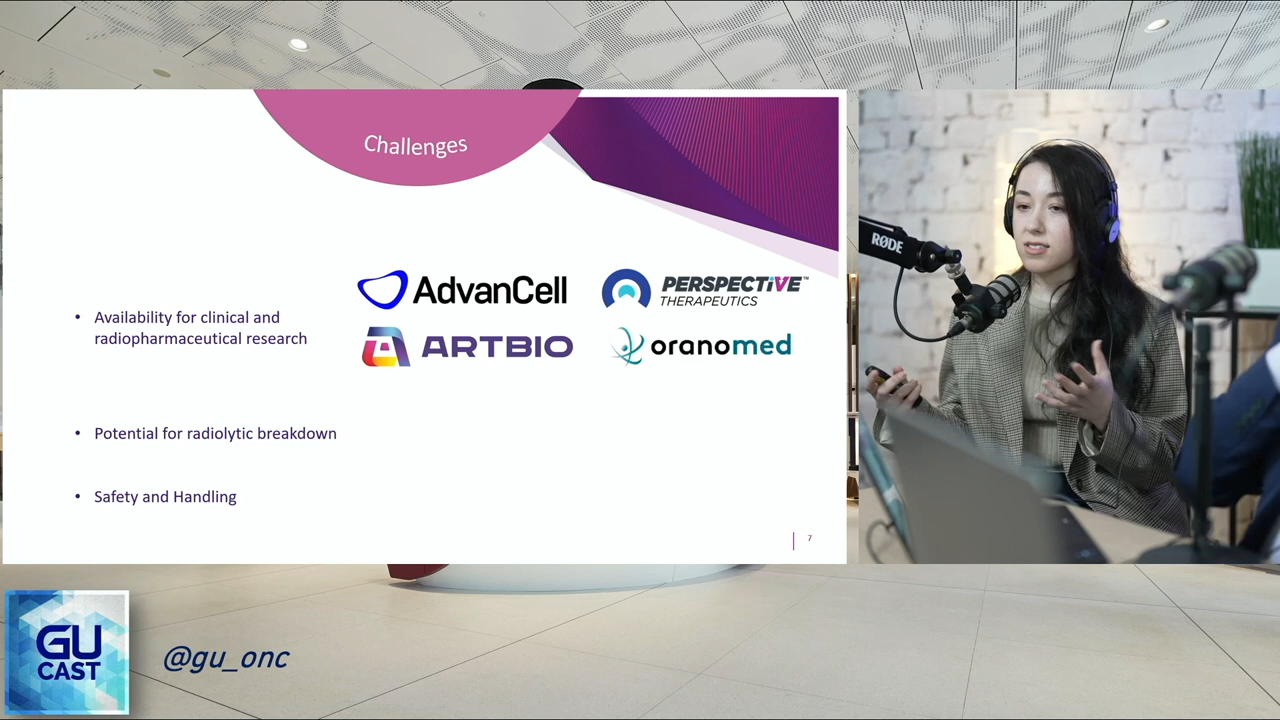 Challenges
AdvanCell
PERSPECTIVE™
THERAPEUTICS
ARTBIO
oranomed
• Availability for clinical and
radiopharmaceutical research
• Potential for radiolytic breakdown
• Safety and Handling
7
RØDE
GU
CAST
@gu_onc